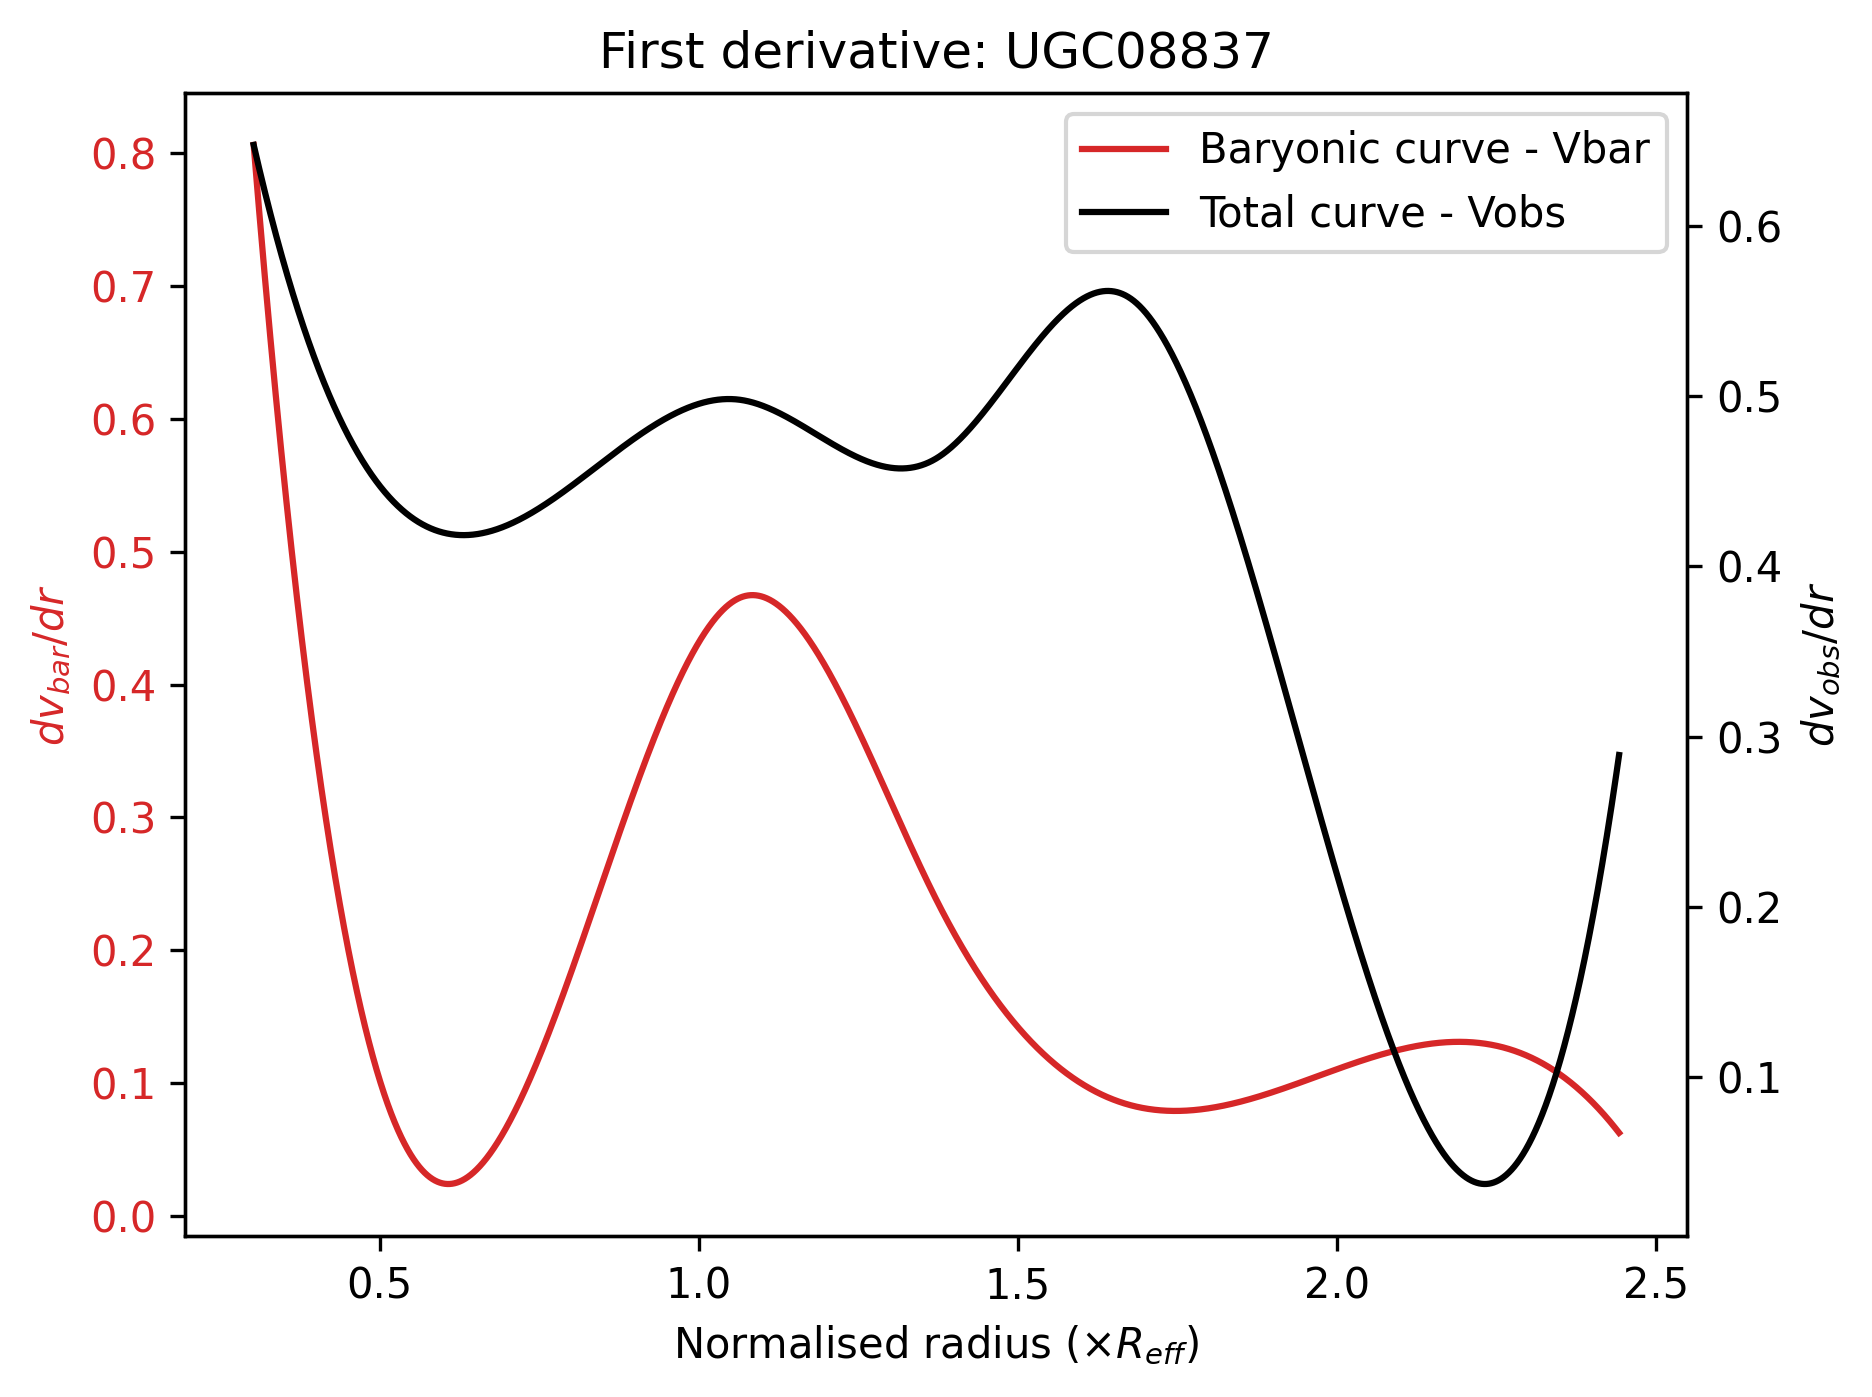 First derivative: UGC08837
Baryonic curve - Vbar
Total curve - Vobs
0.8
0.7
0.6
0.5
0.4
0.3
0.2
0.1
0.0
dv_bar/dr
0.6
0.5
0.4
0.3
0.2
0.1
dv_obs/dr
0.5 1.0 1.5 2.0 2.5
Normalised radius (×R_eff)